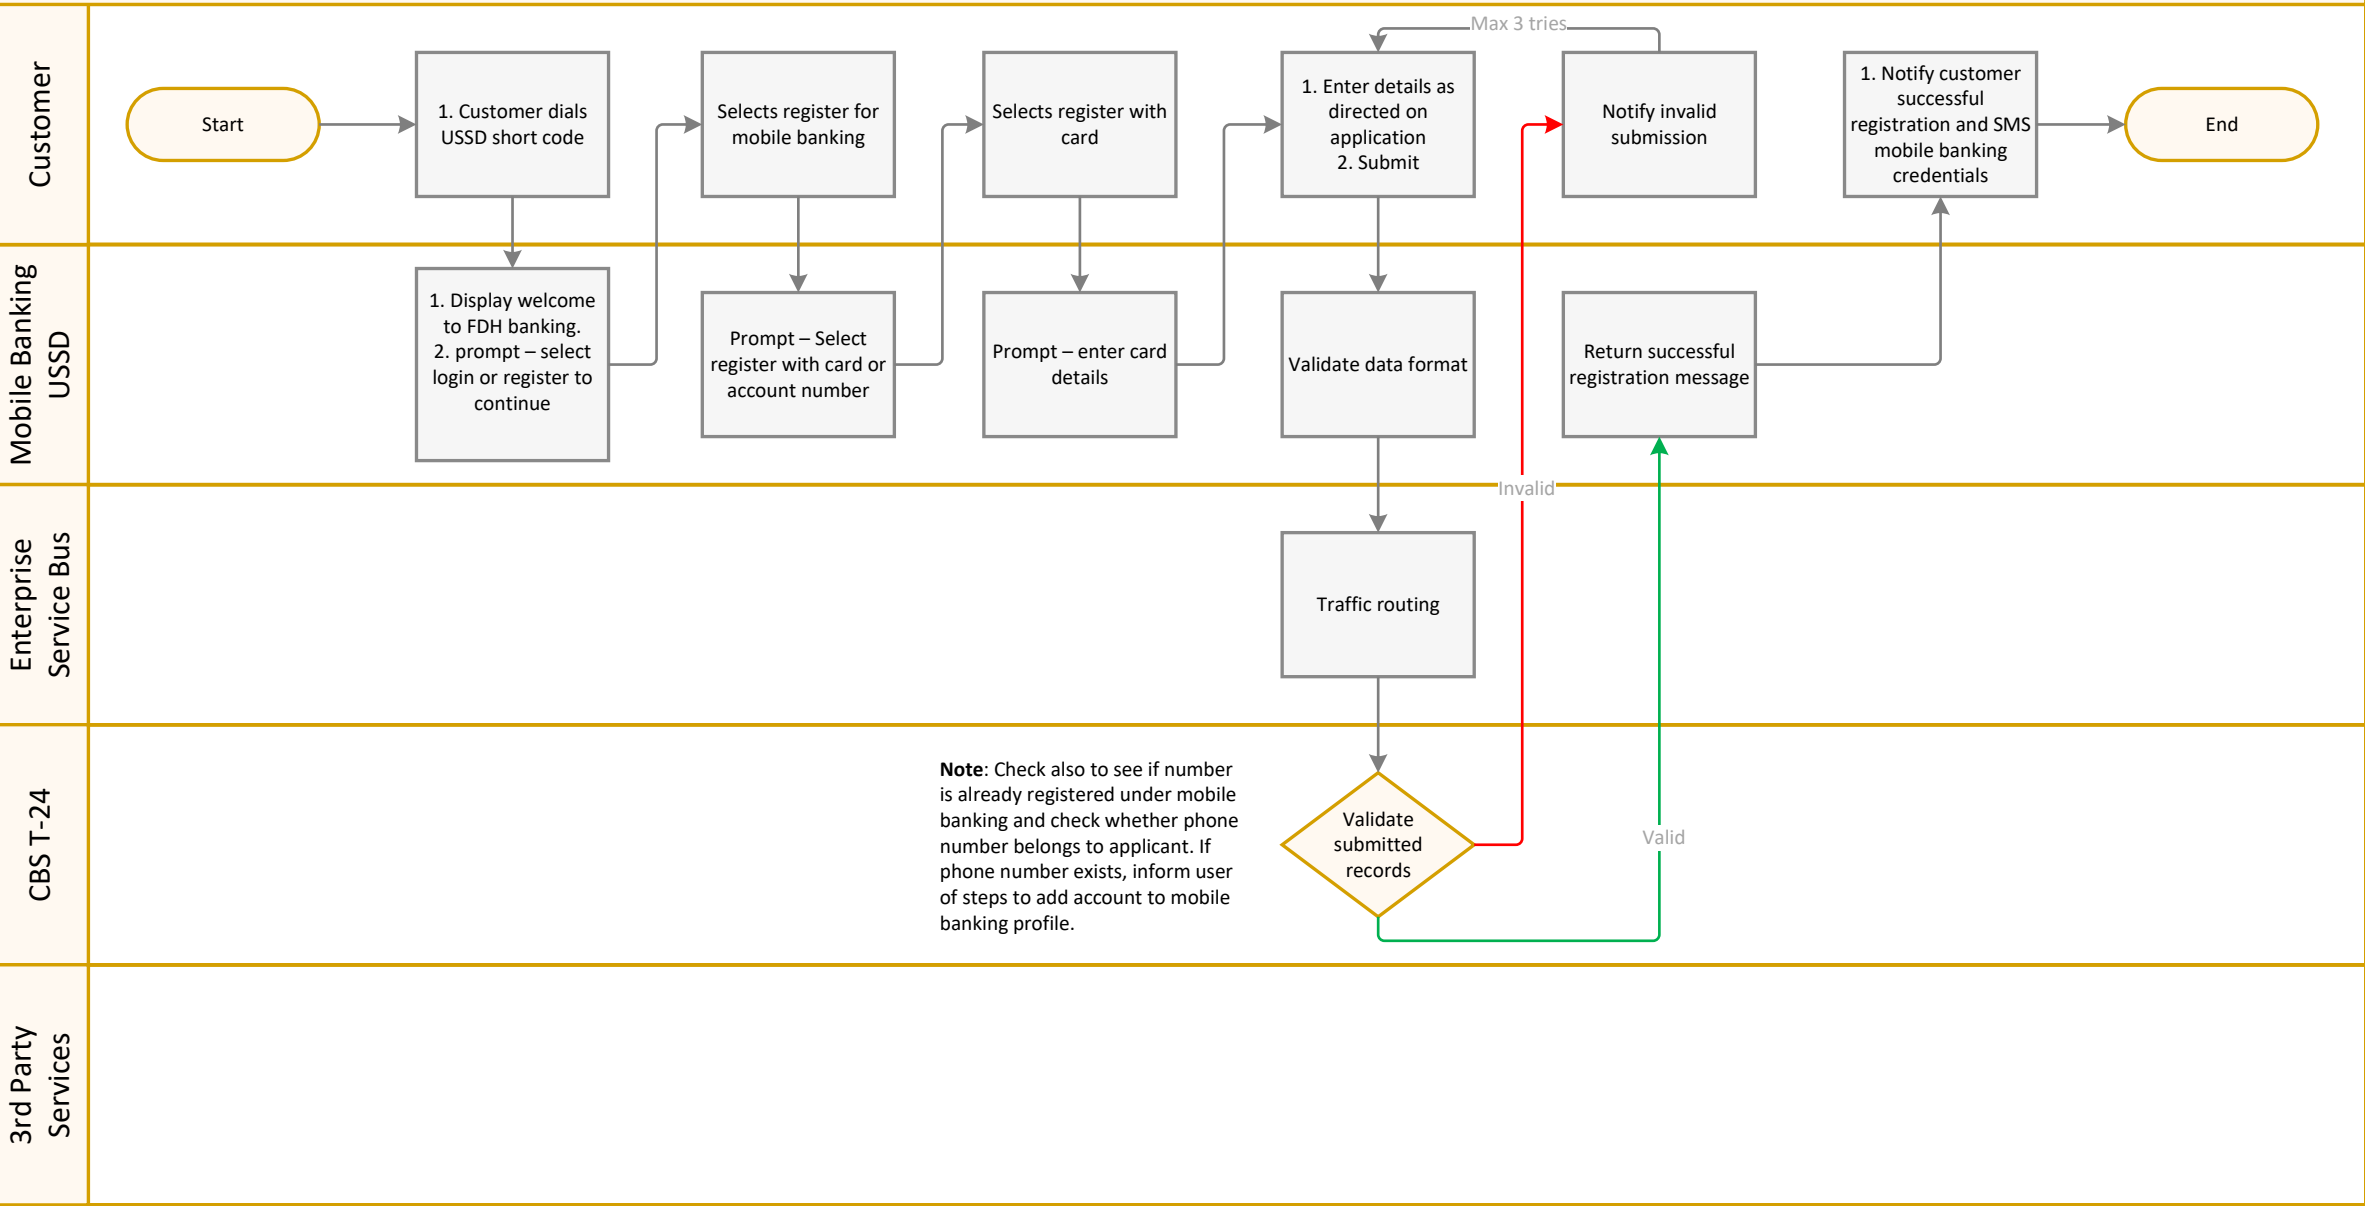 Customer
Start
1. Customer dials
USSD short code
Selects register for
mobile banking
Selects register with
card
Max 3 tries
1. Enter details as
directed on
application
2. Submit
Notify invalid
submission
1. Notify customer
successful
registration and SMS
mobile banking
credentials
End
Mobile Banking
USSD
1. Display welcome
to FDH banking.
2. prompt – select
login or register to
continue
Prompt – Select
register with card or
account number
Prompt – enter card
details
Validate data format
Return successful
registration message
Invalid
Enterprise
Service Bus
Traffic routing
CBS T-24
Note: Check also to see if number
is already registered under mobile
banking and check whether phone
number belongs to applicant. If
phone number exists, inform user
of steps to add account to mobile
banking profile.
Validate
submitted
records
Valid
3rd Party
Services